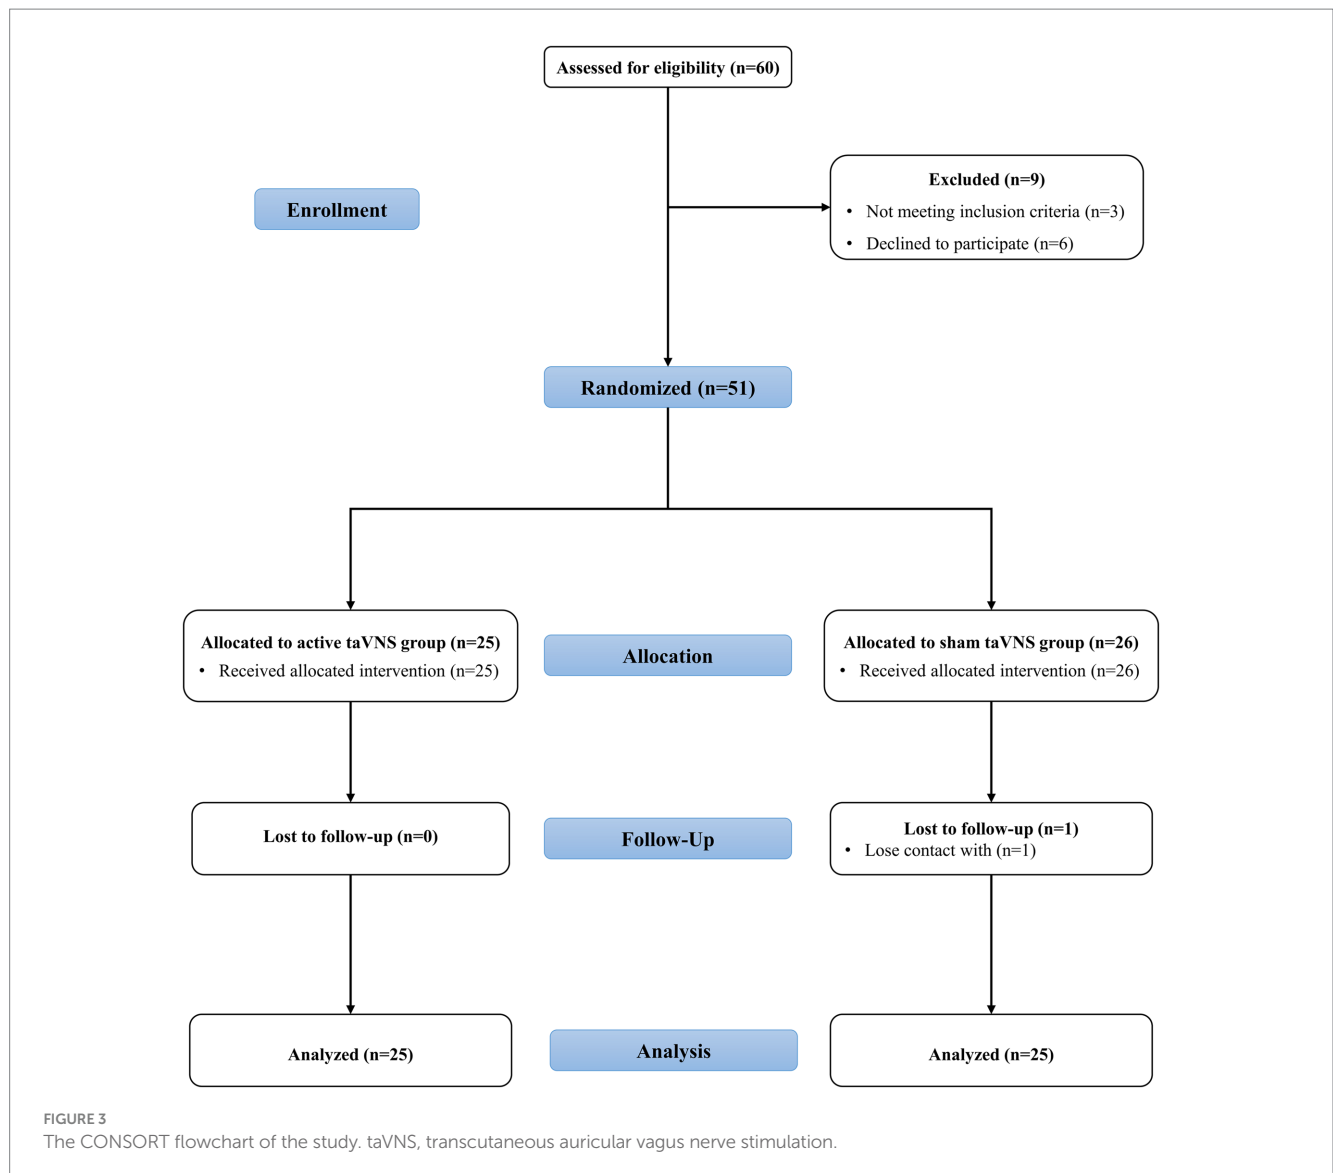 Assessed for eligibility (n=60)
Enrollment
Excluded (n=9)
• Not meeting inclusion criteria (n=3)
• Declined to participate (n=6)
Randomized (n=51)
Allocated to active taVNS group (n=25)
• Received allocated intervention (n=25)
Allocation
Allocated to sham taVNS group (n=26)
• Received allocated intervention (n=26)
Lost to follow-up (n=0)
Follow-Up
Lost to follow-up (n=1)
• Lose contact with (n=1)
Analyzed (n=25)
Analysis
Analyzed (n=25)
FIGURE 3
The CONSORT flowchart of the study. taVNS, transcutaneous auricular vagus nerve stimulation.